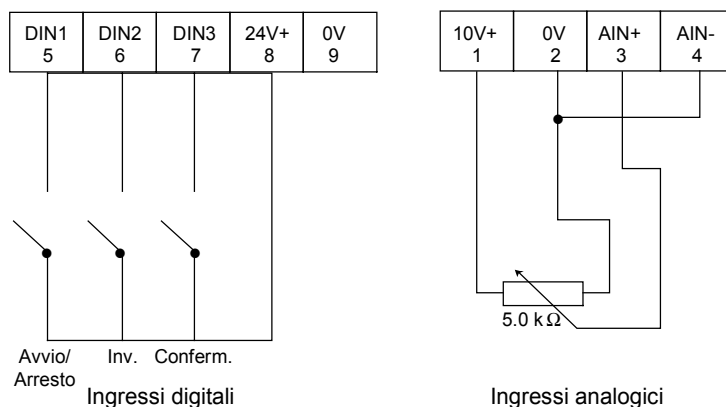 DIN1 DIN2 DIN3 24V+ 0V
5 6 7 8 9
10V+ 0V AIN+ AIN-
1 2 3 4
5.0 kΩ
Avvio/ Inv. Conferm.
Arresto
Ingressi digitali
Ingressi analogici